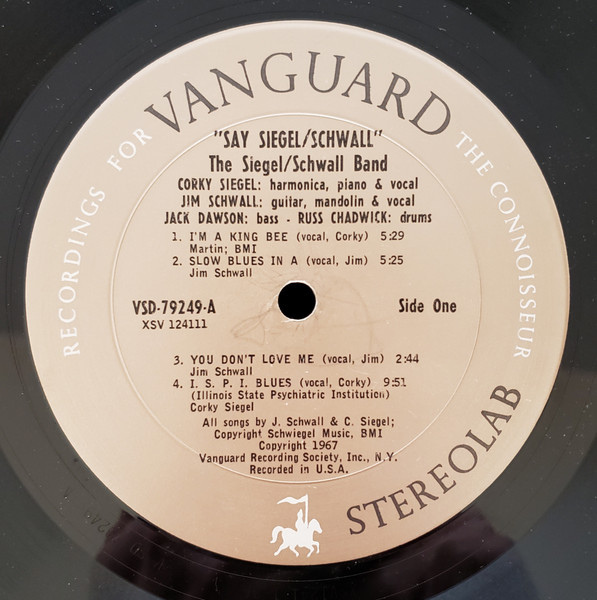 RECORDINGS FOR VANGUARD THE CONNOISSEUR
"SAY SIEGEL/SCHWALL"
The Siegel/Schwall Band
CORKY SIEGEL: harmonica, piano & vocal
JIM SCHWALL: guitar, mandolin & vocal
JACK DAWSON: bass - RUSS CHADWICK: drums
1. I'M A KING BEE (vocal, Corky) 5:29
Martin; BMI
2. SLOW BLUES IN A (vocal, Jim) 5:25
Jim Schwall
VSD-79249-A Side One
XSV 124111
3. YOU DON'T LOVE ME (vocal, Jim) 2:44
Jim Schwall
4. I. S. P. I. BLUES (vocal, Corky) 9:51
(Illinois State Psychiatric Institution)
Corky Siegel
All songs by J. Schwall & C. Siegel;
Copyright Schwiegel Music, BMI
Copyright 1967
Vanguard Recording Society, Inc., N.Y.
Recorded in U.S.A.
STEREOLAB